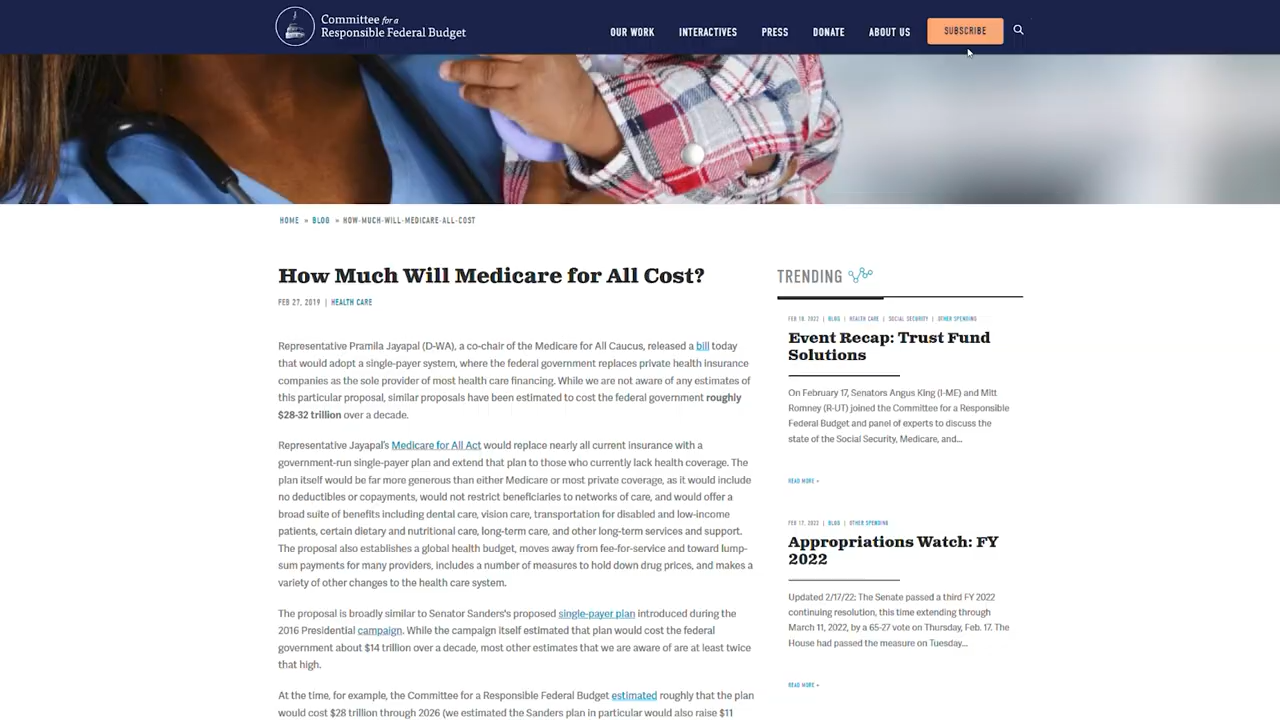 Committee for a
Responsible Federal Budget
OUR WORK
INTERACTIVES
PRESS
DONATE
ABOUT US
SUBSCRIBE
HOME » BLOG » HOW-MUCH-WILL-MEDICARE-ALL-COST
How Much Will Medicare for All Cost?
FEB 27, 2019 | HEALTH CARE
Representative Pramila Jayapal (D-WA), a co-chair of the Medicare for All Caucus, released a bill today
that would adopt a single-payer system, where the federal government replaces private health insurance
companies as the sole provider of most health care financing. While we are not aware of any estimates of
this particular proposal, similar proposals have been estimated to cost the federal government roughly
$28-32 trillion over a decade.
Representative Jayapal's Medicare for All Act would replace nearly all current insurance with a
government-run single-payer plan and extend that plan to those who currently lack health coverage. The
plan itself would be far more generous than either Medicare or most private coverage, as it would include
no deductibles or copayments, would not restrict beneficiaries to networks of care, and would offer a
broad suite of benefits including dental care, vision care, transportation for disabled and low-income
patients, certain dietary and nutritional care, long-term care, and other long-term services and support.
The proposal also establishes a global health budget, moves away from fee-for-service and toward lump-
sum payments for many providers, includes a number of measures to hold down drug prices, and makes a
variety of other changes to the health care system.
The proposal is broadly similar to Senator Sanders's proposed single-payer plan introduced during the
2016 Presidential campaign. While the campaign itself estimated that plan would cost the federal
government about $14 trillion over a decade, most other estimates that we are aware of are at least twice
that high.
At the time, for example, the Committee for a Responsible Federal Budget estimated roughly that the plan
would cost $28 trillion through 2026 (we estimated the Sanders plan in particular would also raise $11
TRENDING
FEB 18, 2022 | BLOG | HEALTH CARE | SOCIAL SECURITY | OTHER SPENDING
Event Recap: Trust Fund
Solutions
On February 17, Senators Angus King (I-ME) and Mitt
Romney (R-UT) joined the Committee for a Responsible
Federal Budget and panel of experts to discuss the
state of the Social Security, Medicare, and...
READ MORE +
FEB 17, 2022 | BLOG | OTHER SPENDING
Appropriations Watch: FY
2022
Updated 2/17/22: The Senate passed a third FY 2022
continuing resolution, this time extending through
March 11, 2022, by a 65-27 vote on Thursday, Feb. 17. The
House had passed the measure on Tuesday...
READ MORE +